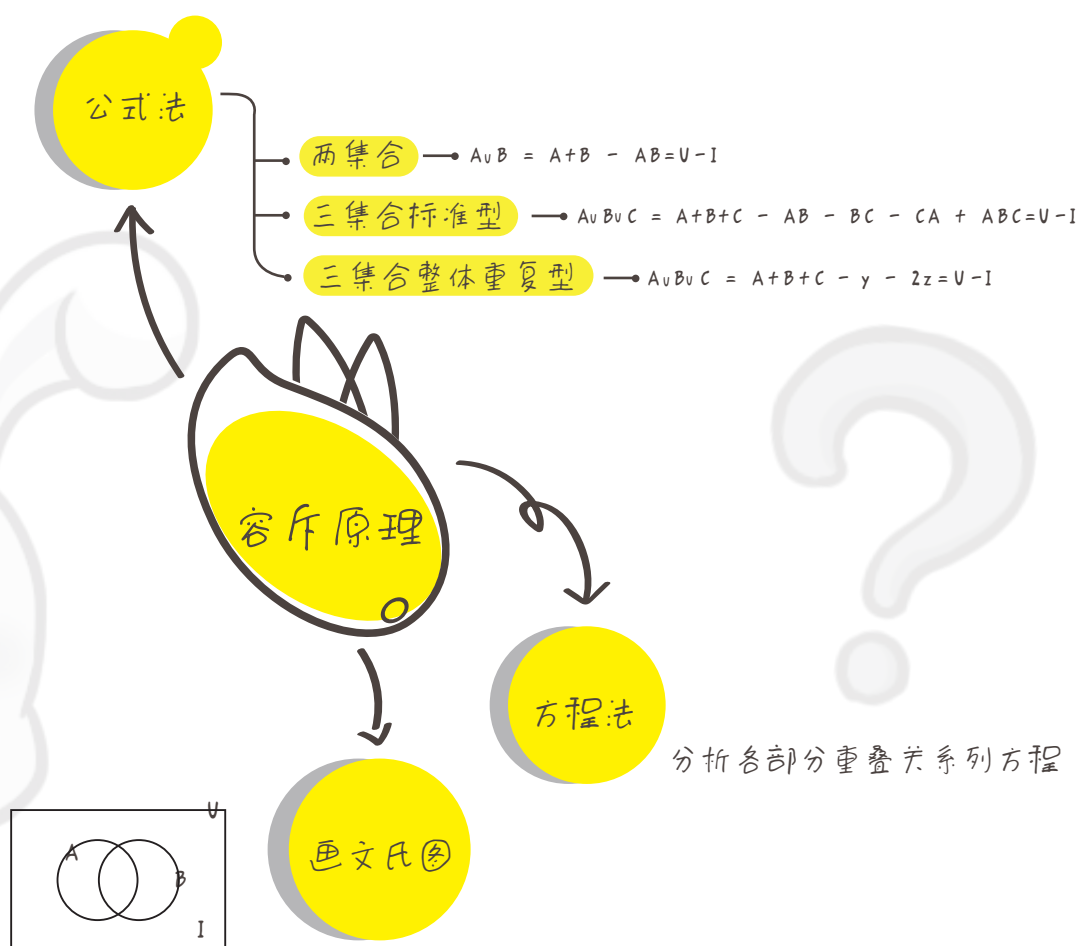 公式法
两集合
A∪B = A+B - AB=U-I
三集合标准型
A∪B∪C = A+B+C - AB - BC - CA + ABC=U-I
三集合整体重复型
A∪B∪C = A+B+C - y - 2z=U-I
容斥原理
方程法
分析各部分重叠关系列方程
画文氏图
U
A
B
I